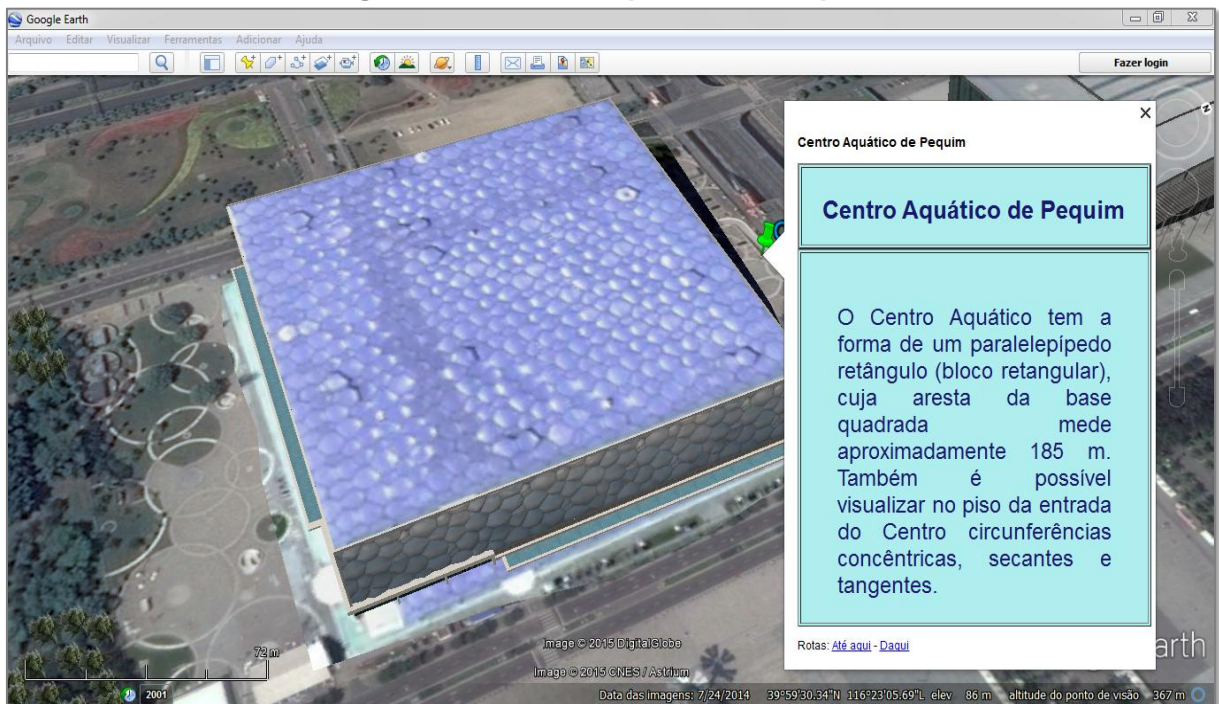 Google Earth
Arquivo Editar Visualizar Ferramentas Adicionar Ajuda
Fazer login
Centro Aquático de Pequim
Centro Aquático de Pequim
O Centro Aquático tem a
forma de um paralelepípedo
retângulo (bloco retangular),
cuja aresta da base
quadrada mede
aproximadamente 185 m.
Também é possível
visualizar no piso da entrada
do Centro circunferências
concêntricas, secantes e
tangentes.
Rotas: Até aqui - Daqui
72 m
Image © 2015 DigitalGlobe
Image © 2015 CNES / Astrium
earth
2001
Data das imagens: 7/24/2014 39°59'30.34"N 116°23'05.69"L elev 86 m altitude do ponto de visão 367 m